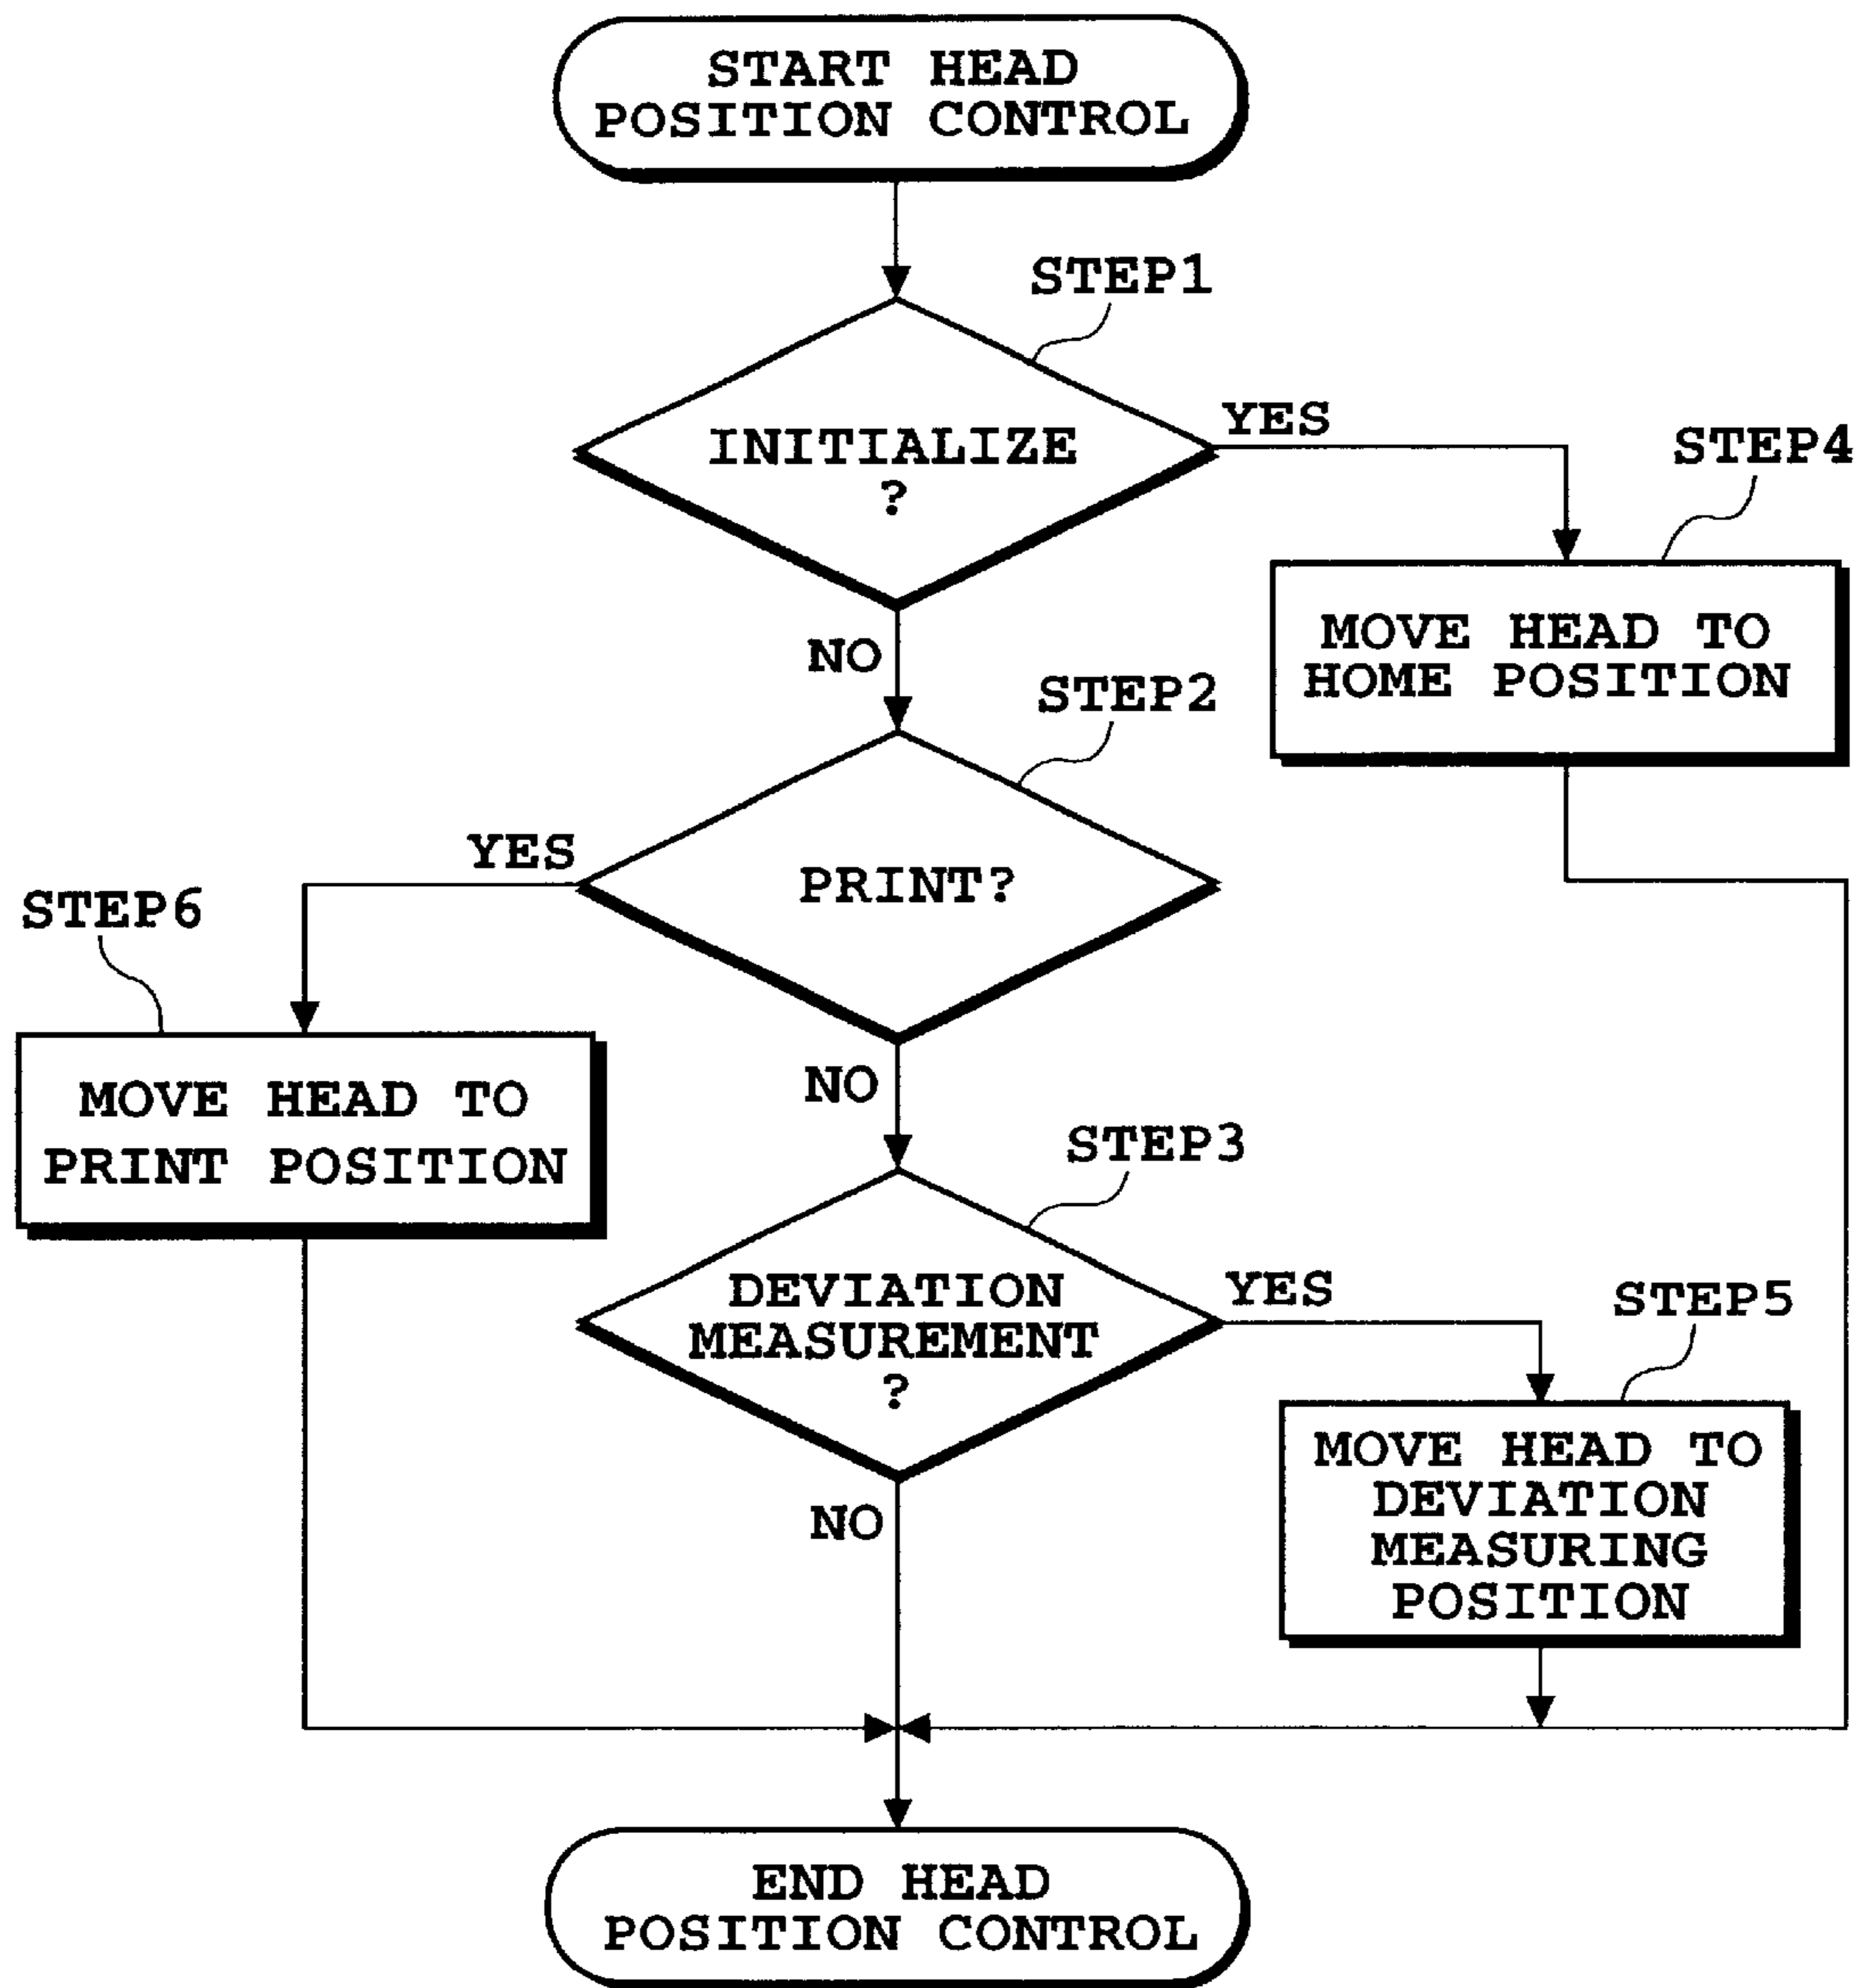 START HEAD
POSITION CONTROL
STEP1
INITIALIZE
?
YES
STEP4
MOVE HEAD TO
HOME POSITION
NO
STEP2
PRINT?
YES
STEP6
MOVE HEAD TO
PRINT POSITION
NO
STEP3
DEVIATION
MEASUREMENT
?
YES
STEP5
MOVE HEAD TO
DEVIATION
MEASURING
POSITION
NO
END HEAD
POSITION CONTROL